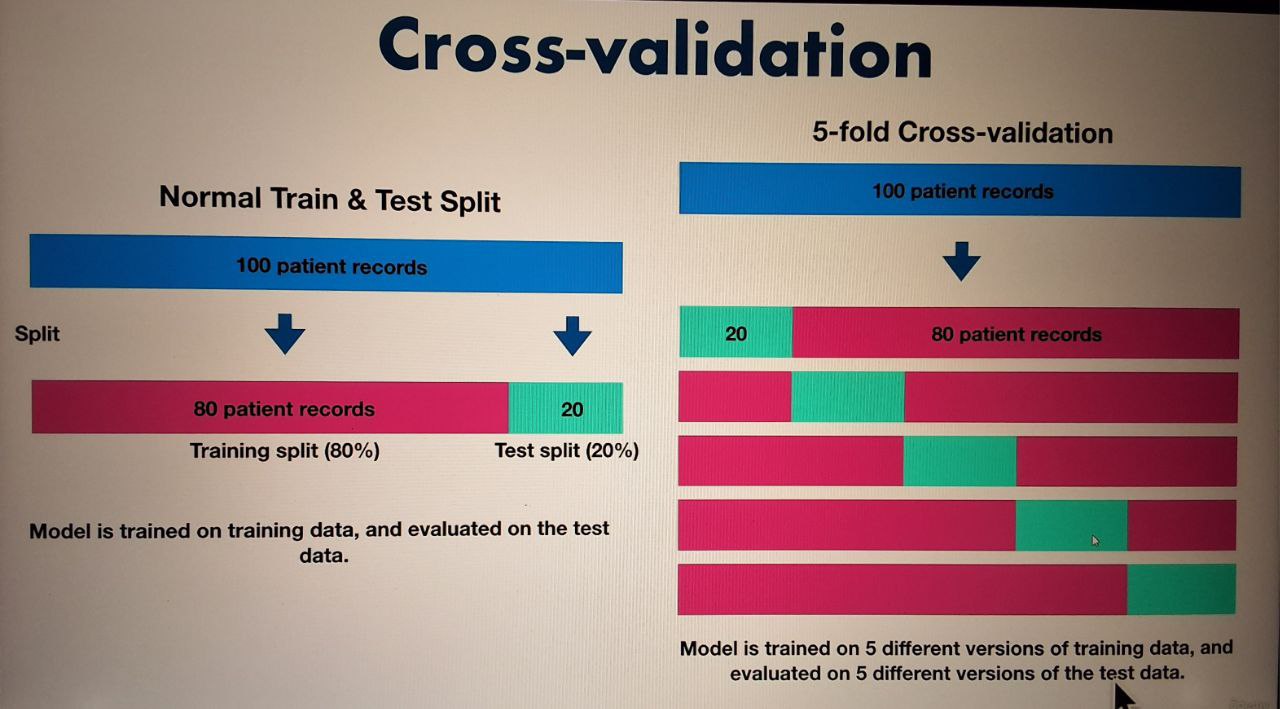 Cross-validation
Normal Train & Test Split
100 patient records
Split
80 patient records
20
Training split (80%)
Test split (20%)
Model is trained on training data, and evaluated on the test
data.
5-fold Cross-validation
100 patient records
20
80 patient records
Model is trained on 5 different versions of training data, and
evaluated on 5 different versions of the test data.